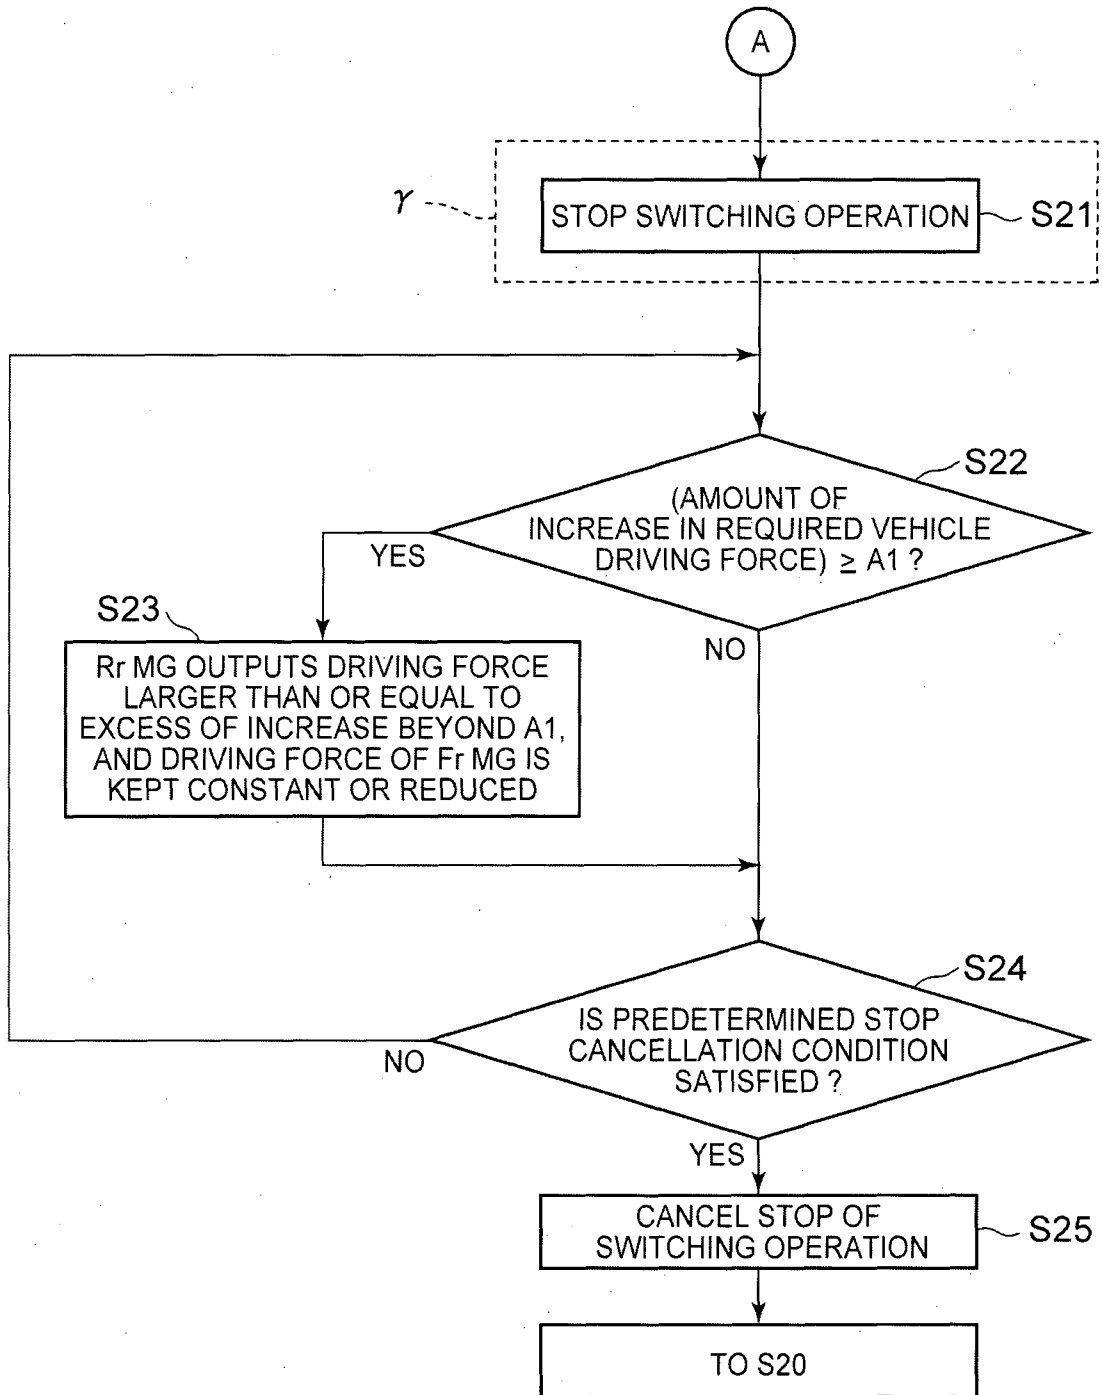 A
γ
STOP SWITCHING OPERATION
S21
S22
(AMOUNT OF
INCREASE IN REQUIRED VEHICLE
DRIVING FORCE) ≥ A1 ?
YES
NO
S23
Rr MG OUTPUTS DRIVING FORCE
LARGER THAN OR EQUAL TO
EXCESS OF INCREASE BEYOND A1,
AND DRIVING FORCE OF Fr MG IS
KEPT CONSTANT OR REDUCED
S24
IS PREDETERMINED STOP
CANCELLATION CONDITION
SATISFIED ?
NO
YES
CANCEL STOP OF
SWITCHING OPERATION
S25
TO S20